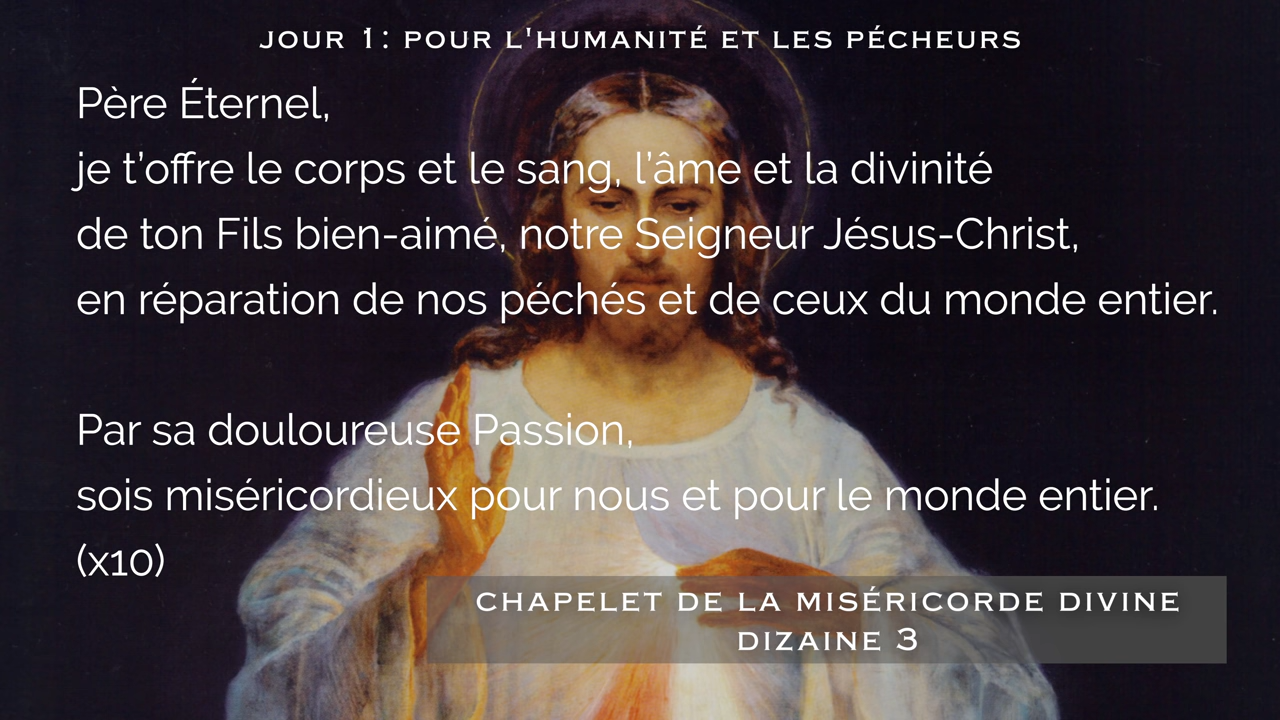 JOUR 1: POUR L'HUMANITÉ ET LES PÉCHEURS
Père Éternel,
je t’offre le corps et le sang, l’âme et la divinité
de ton Fils bien-aimé, notre Seigneur Jésus-Christ,
en réparation de nos péchés et de ceux du monde entier.
Par sa douloureuse Passion,
sois miséricordieux pour nous et pour le monde entier.
(x10)
CHAPELET DE LA MISÉRICORDE DIVINE
DIZAINE 3